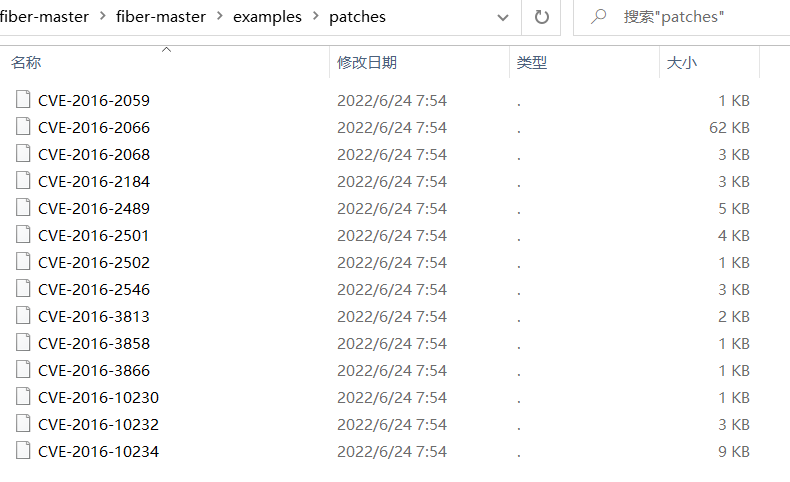 fiber-master > fiber-master > examples > patches 搜索"patches"
名称 修改日期 类型 大小
CVE-2016-2059 2022/6/24 7:54 . 1 KB
CVE-2016-2066 2022/6/24 7:54 . 62 KB
CVE-2016-2068 2022/6/24 7:54 . 3 KB
CVE-2016-2184 2022/6/24 7:54 . 3 KB
CVE-2016-2489 2022/6/24 7:54 . 5 KB
CVE-2016-2501 2022/6/24 7:54 . 4 KB
CVE-2016-2502 2022/6/24 7:54 . 1 KB
CVE-2016-2546 2022/6/24 7:54 . 3 KB
CVE-2016-3813 2022/6/24 7:54 . 2 KB
CVE-2016-3858 2022/6/24 7:54 . 1 KB
CVE-2016-3866 2022/6/24 7:54 . 1 KB
CVE-2016-10230 2022/6/24 7:54 . 1 KB
CVE-2016-10232 2022/6/24 7:54 . 3 KB
CVE-2016-10234 2022/6/24 7:54 . 9 KB